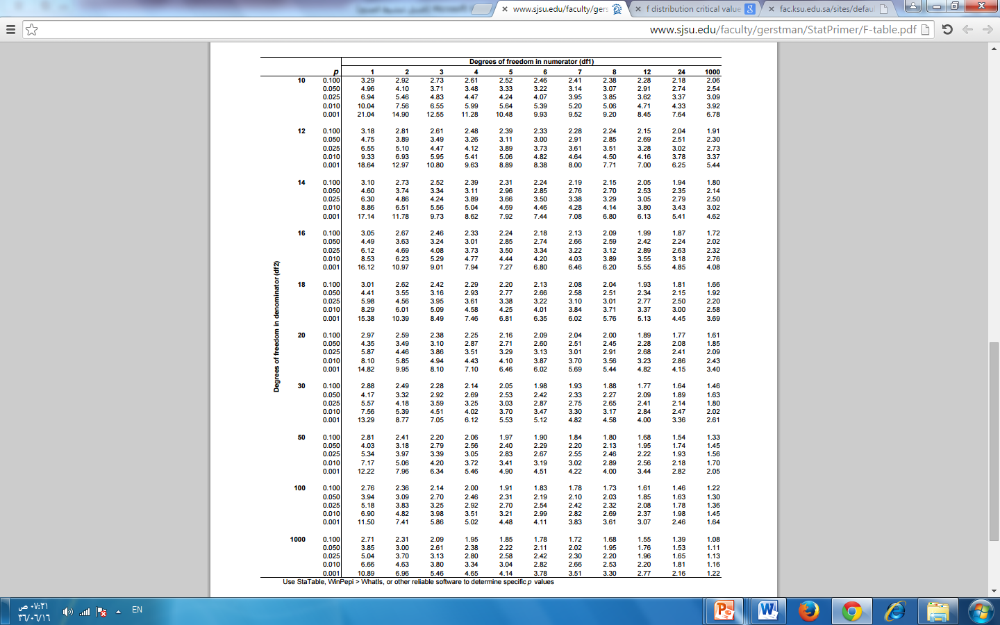 www.sjsu.edu/faculty/gers
f distribution critical value
fac.ksu.edu.sa/sites/defau
www.sjsu.edu/faculty/gerstman/StatPrimer/F-table.pdf
Degrees of freedom in numerator (df1)
p 1 2 3 4 5 6 7 8 12 24 1000
10 0.100 3.29 2.92 2.73 2.61 2.52 2.46 2.41 2.38 2.28 2.18 2.06
0.050 4.96 4.10 3.71 3.48 3.33 3.22 3.14 3.07 2.91 2.74 2.54
0.025 6.94 5.46 4.83 4.47 4.24 4.07 3.95 3.85 3.62 3.37 3.09
0.010 10.04 7.56 6.55 5.99 5.64 5.39 5.20 5.06 4.71 4.33 3.92
0.001 21.04 14.90 12.55 11.28 10.48 9.93 9.52 9.20 8.45 7.64 6.78
12 0.100 3.18 2.81 2.61 2.48 2.39 2.33 2.28 2.24 2.15 2.04 1.91
0.050 4.75 3.89 3.49 3.26 3.11 3.00 2.91 2.85 2.69 2.51 2.30
0.025 6.55 5.10 4.47 4.12 3.89 3.73 3.61 3.51 3.28 3.02 2.73
0.010 9.33 6.93 5.95 5.41 5.06 4.82 4.64 4.50 4.16 3.78 3.37
0.001 18.64 12.97 10.80 9.63 8.89 8.38 8.00 7.71 7.00 6.25 5.44
14 0.100 3.10 2.73 2.52 2.39 2.31 2.24 2.19 2.15 2.05 1.94 1.80
0.050 4.60 3.74 3.34 3.11 2.96 2.85 2.76 2.70 2.53 2.35 2.14
0.025 6.30 4.86 4.24 3.89 3.66 3.50 3.38 3.29 3.05 2.79 2.50
0.010 8.86 6.51 5.56 5.04 4.69 4.46 4.28 4.14 3.80 3.43 3.02
0.001 17.14 11.78 9.73 8.62 7.92 7.44 7.08 6.80 6.13 5.41 4.62
16 0.100 3.05 2.67 2.46 2.33 2.24 2.18 2.13 2.09 1.99 1.87 1.72
0.050 4.49 3.63 3.24 3.01 2.85 2.74 2.66 2.59 2.42 2.24 2.02
0.025 6.12 4.69 4.08 3.73 3.50 3.34 3.22 3.12 2.89 2.63 2.32
0.010 8.53 6.23 5.29 4.77 4.44 4.20 4.03 3.89 3.55 3.18 2.76
0.001 16.12 10.97 9.01 7.94 7.27 6.80 6.46 6.20 5.55 4.85 4.08
Degrees of freedom in denominator (df2)
18 0.100 3.01 2.62 2.42 2.29 2.20 2.13 2.08 2.04 1.93 1.81 1.66
0.050 4.41 3.55 3.16 2.93 2.77 2.66 2.58 2.51 2.34 2.15 1.92
0.025 5.98 4.56 3.95 3.61 3.38 3.22 3.10 3.01 2.77 2.50 2.20
0.010 8.29 6.01 5.09 4.58 4.25 4.01 3.84 3.71 3.37 3.00 2.58
0.001 15.38 10.39 8.49 7.46 6.81 6.35 6.02 5.76 5.13 4.45 3.69
20 0.100 2.97 2.59 2.38 2.25 2.16 2.09 2.04 2.00 1.89 1.77 1.61
0.050 4.35 3.49 3.10 2.87 2.71 2.60 2.51 2.45 2.28 2.08 1.85
0.025 5.87 4.46 3.86 3.51 3.29 3.13 3.01 2.91 2.68 2.41 2.09
0.010 8.10 5.85 4.94 4.43 4.10 3.87 3.70 3.56 3.23 2.86 2.43
0.001 14.82 9.95 8.10 7.10 6.46 6.02 5.69 5.44 4.82 4.15 3.40
30 0.100 2.88 2.49 2.28 2.14 2.05 1.98 1.93 1.88 1.77 1.64 1.46
0.050 4.17 3.32 2.92 2.69 2.53 2.42 2.33 2.27 2.09 1.89 1.63
0.025 5.57 4.18 3.59 3.25 3.03 2.87 2.75 2.65 2.41 2.14 1.80
0.010 7.56 5.39 4.51 4.02 3.70 3.47 3.30 3.17 2.84 2.47 2.02
0.001 13.29 8.77 7.05 6.12 5.53 5.12 4.82 4.58 4.00 3.36 2.61
50 0.100 2.81 2.41 2.20 2.06 1.97 1.90 1.84 1.80 1.68 1.54 1.33
0.050 4.03 3.18 2.79 2.56 2.40 2.29 2.20 2.13 1.95 1.74 1.45
0.025 5.34 3.97 3.39 3.05 2.83 2.67 2.55 2.46 2.22 1.93 1.56
0.010 7.17 5.06 4.20 3.72 3.41 3.19 3.02 2.89 2.56 2.18 1.70
0.001 12.22 7.96 6.34 5.46 4.90 4.51 4.22 4.00 3.44 2.82 2.05
100 0.100 2.76 2.36 2.14 2.00 1.91 1.83 1.78 1.73 1.61 1.46 1.22
0.050 3.94 3.09 2.70 2.46 2.31 2.19 2.10 2.03 1.85 1.63 1.30
0.025 5.18 3.83 3.25 2.92 2.70 2.54 2.42 2.32 2.08 1.78 1.36
0.010 6.90 4.82 3.98 3.51 3.21 2.99 2.82 2.69 2.37 1.98 1.45
0.001 11.50 7.41 5.86 5.02 4.48 4.11 3.83 3.61 3.07 2.46 1.64
1000 0.100 2.71 2.31 2.09 1.95 1.85 1.78 1.72 1.68 1.55 1.39 1.08
0.050 3.85 3.00 2.61 2.38 2.22 2.11 2.02 1.95 1.76 1.53 1.11
0.025 5.04 3.70 3.13 2.80 2.58 2.42 2.30 2.20 1.96 1.65 1.13
0.010 6.66 4.63 3.80 3.34 3.04 2.82 2.66 2.53 2.20 1.81 1.16
0.001 10.89 6.96 5.46 4.65 4.14 3.78 3.51 3.30 2.77 2.16 1.22
Use StaTable, WinPepi > WhatIs, or other reliable software to determine specific p values
٠٧:٢١ ص
EN
٣٦/٠٦/١٦